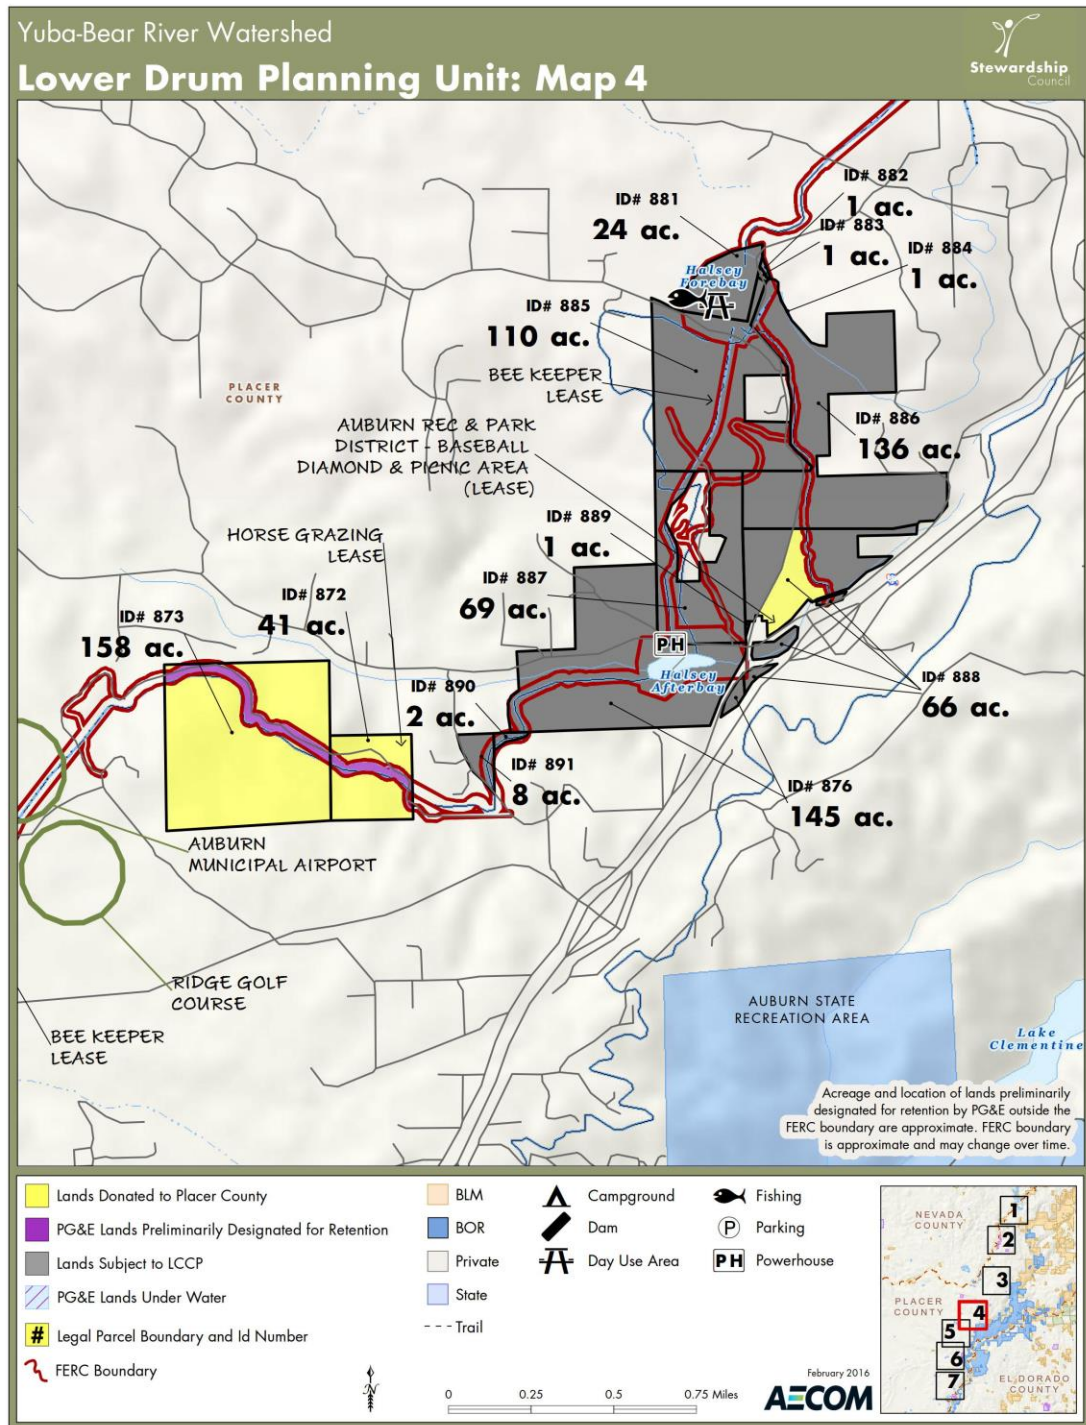 Yuba-Bear River Watershed
Lower Drum Planning Unit: Map 4
Stewardship
Council
ID# 882
1 ac.
ID# 881
24 ac.
ID# 883
1 ac.
ID# 884
1 ac.
Halsey
Forebay
ID# 885
110 ac.
BEE KEEPER
LEASE
PLACER
COUNTY
AUBURN REC & PARK
DISTRICT - BASEBALL
DIAMOND & PICNIC AREA
(LEASE)
ID# 886
136 ac.
ID# 889
1 ac.
HORSE GRAZING
LEASE
ID# 887
69 ac.
ID# 872
41 ac.
ID# 873
158 ac.
PH
Halsey
Afterbay
ID# 890
2 ac.
ID# 888
66 ac.
ID# 891
8 ac.
ID# 876
145 ac.
AUBURN
MUNICIPAL AIRPORT
RIDGE GOLF
COURSE
BEE KEEPER
LEASE
AUBURN STATE
RECREATION AREA
Lake
Clementine
Acreage and location of lands preliminarily
designated for retention by PG&E outside the
FERC boundary are approximate. FERC boundary
is approximate and may change over time.
Lands Donated to Placer County
PG&E Lands Preliminarily Designated for Retention
Lands Subject to LCCP
PG&E Lands Under Water
# Legal Parcel Boundary and Id Number
FERC Boundary
BLM
BOR
Private
State
Trail
Campground
Dam
Day Use Area
Fishing
P Parking
PH Powerhouse
N
0 0.25 0.5 0.75 Miles
February 2016
AECOM
NEVADA
COUNTY
1
2
3
PLACER
COUNTY
4
5
6
7
EL DORADO
COUNTY